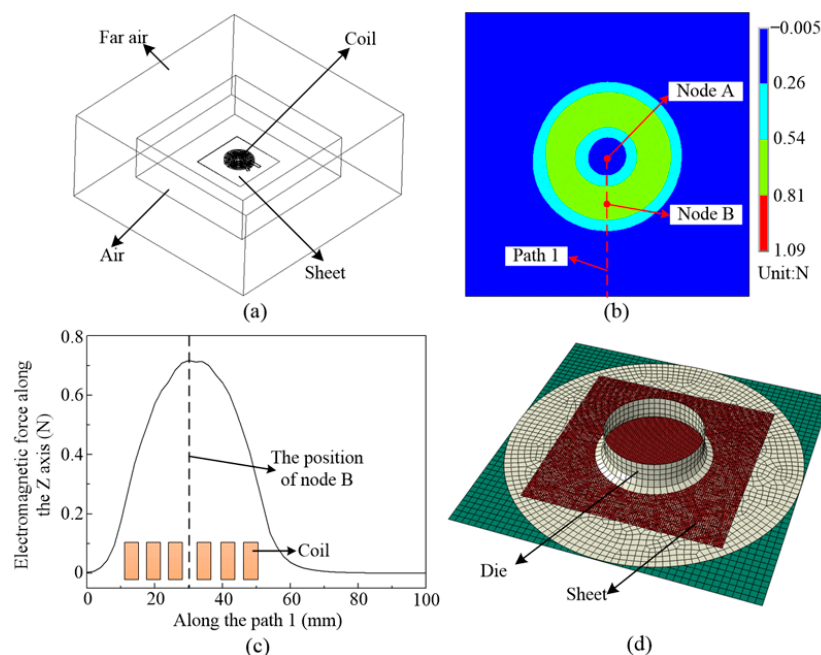 (a)
Far air
Coil
Air
Sheet
−0.005
0.26
0.54
0.81
1.09
Unit:N
Node A
Node B
Path 1
(b)
Electromagnetic force along
the Z axis (N)
0.8
0.6
0.4
0.2
0
The position
of node B
Coil
0 20 40 60 80 100
Along the path 1 (mm)
(c)
Die
Sheet
(d)